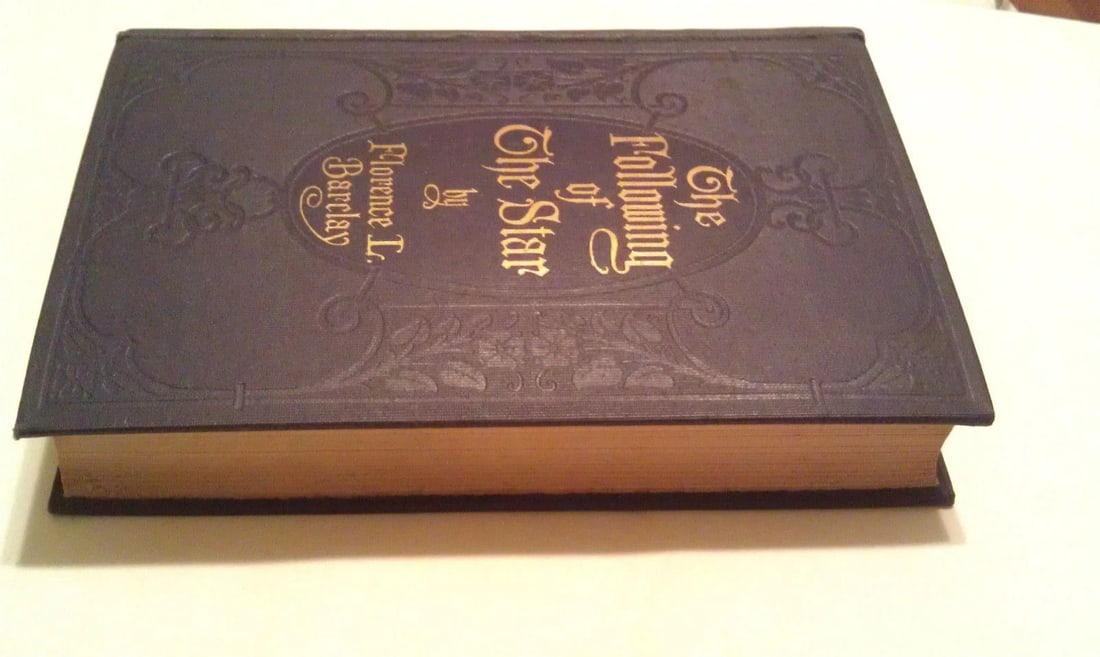 The
Following
of
The Star
by
Florence L.
Barclay